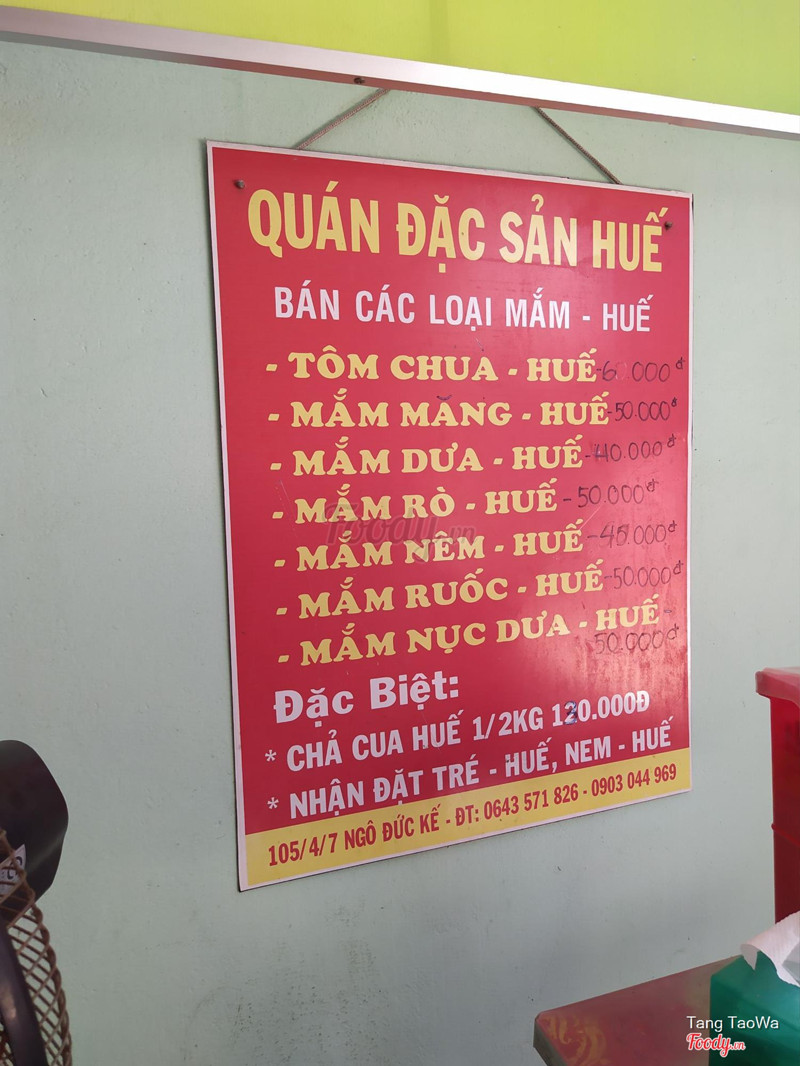 QUÁN ĐẶC SẢN HUẾ
BÁN CÁC LOẠI MẮM - HUẾ
- TÔM CHUA - HUẾ
- MẮM MĂNG - HUẾ - 50.000đ
- MẮM DƯA - HUẾ - 40.000đ
- MẮM RÒ - HUẾ - 50.000đ
- MẮM NÊM - HUẾ - 45.000đ
- MẮM RUỐC - HUẾ - 50.000đ
- MẮM NỤC DƯA - HUẾ -
50.000đ
Đặc Biệt:
* CHẢ CUA HUẾ 1/2KG 120.000Đ
* NHẬN ĐẶT TRÉ - HUẾ, NEM - HUẾ
105/4/7 NGÔ ĐỨC KẾ - ĐT: 0643 571 826 - 0903 044 969
Foody.vn
Tang TaoWa
Foody.vn